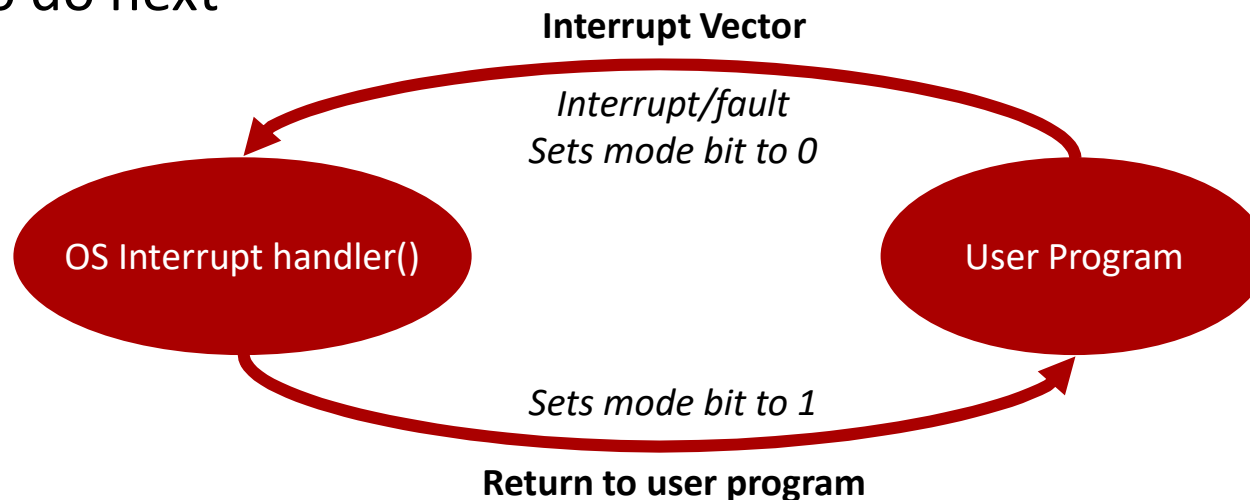 do next
Interrupt Vector
Interrupt/fault
Sets mode bit to 0
OS Interrupt handler()
User Program
Sets mode bit to 1
Return to user program